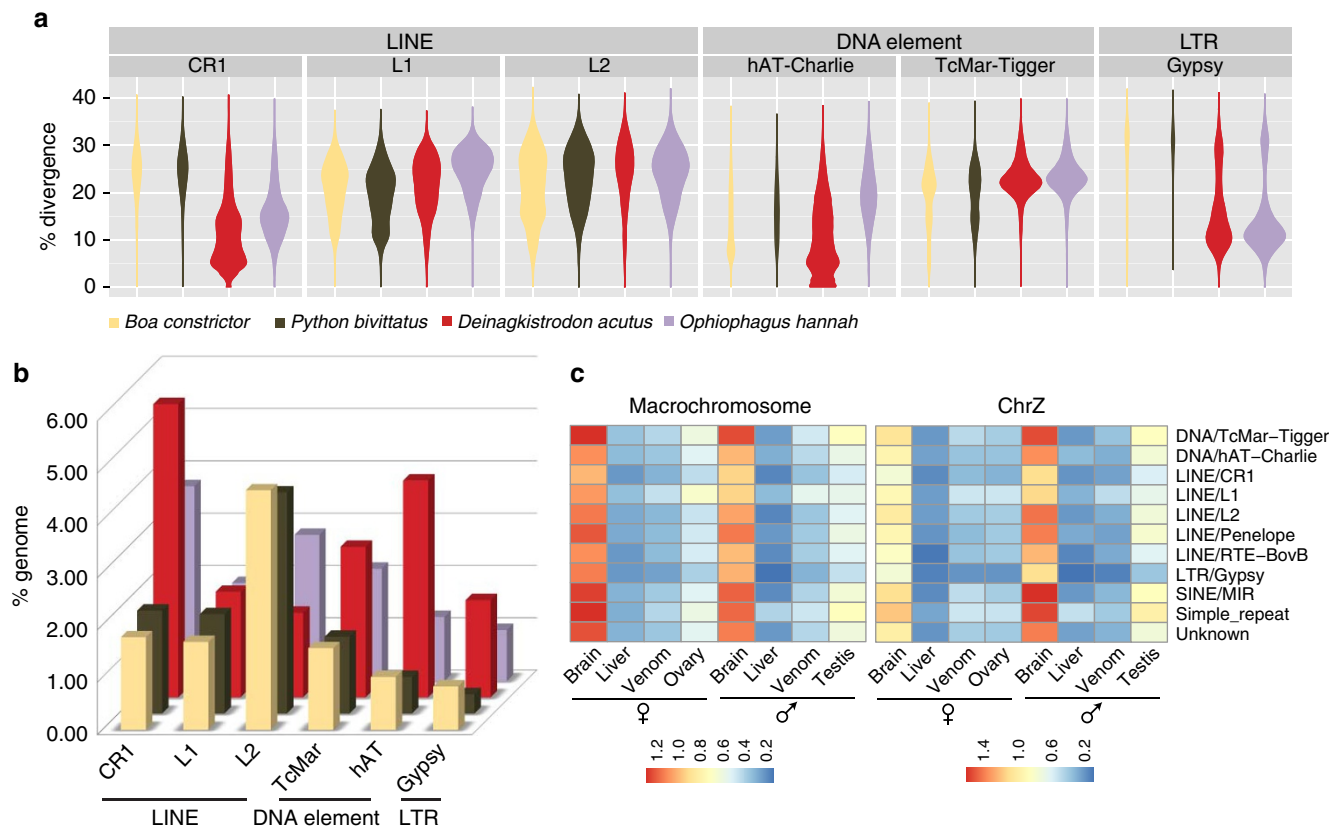 a
LINE DNA element LTR
CR1 L1 L2 hAT-Charlie TcMar-Tigger Gypsy
% divergence
40
30
20
10
0
Boa constrictor Python bivittatus Deinagkistrodon acutus Ophiophagus hannah
b
% genome
6.00
5.00
4.00
3.00
2.00
1.00
0.00
CR1 L1 L2 TcMar hAT Gypsy
LINE DNA element LTR
c
Macrochromosome ChrZ
DNA/TcMar−Tigger
DNA/hAT−Charlie
LINE/CR1
LINE/L1
LINE/L2
LINE/Penelope
LINE/RTE−BovB
LTR/Gypsy
SINE/MIR
Simple_repeat
Unknown
Brain Liver Venom Ovary Brain Liver Venom Testis Brain Liver Venom Ovary Brain Liver Venom Testis
♀ ♂ ♀ ♂
1.2 1.0 0.8 0.6 0.4 0.2
1.4 1.0 0.6 0.2